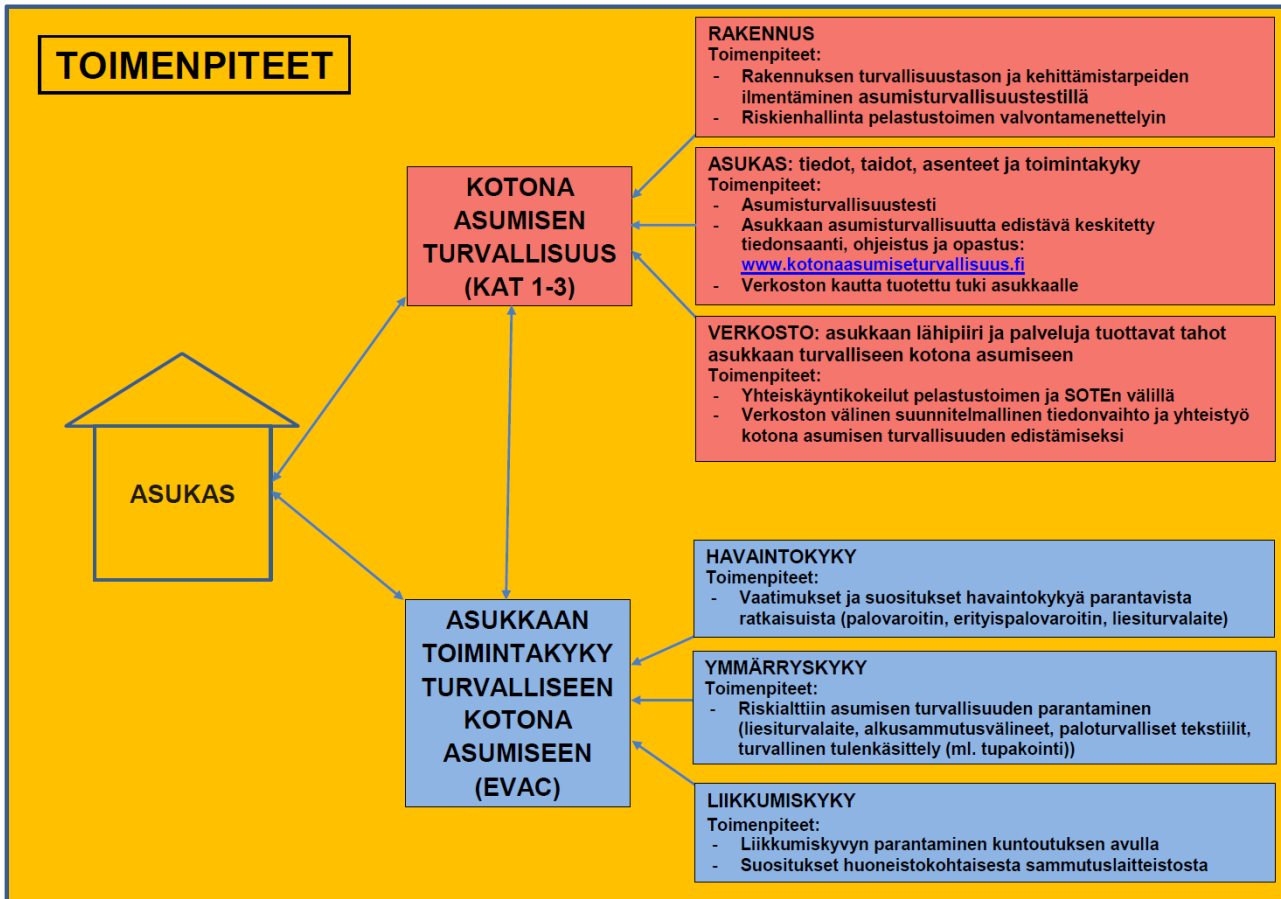 TOIMENPITEET
RAKENNUS
Toimenpiteet:
- Rakennuksen turvallisuustason ja kehittämistarpeiden
ilmentäminen asumisturvallisuustestillä
- Riskienhallinta pelastustoimen valvontamenettelyin
KOTONA
ASUMISEN
TURVALLISUUS
(KAT 1-3)
ASUKAS: tiedot, taidot, asenteet ja toimintakyky
Toimenpiteet:
- Asumisturvallisuustesti
- Asukkaan asumisturvallisuutta edistävä keskitetty
tiedonsaanti, ohjeistus ja opastus:
www.kotonaasumiseturvallisuus.fi
- Verkoston kautta tuotettu tuki asukkaalle
VERKOSTO: asukkaan lähipiiri ja palveluja tuottavat tahot
asukkaan turvalliseen kotona asumiseen
Toimenpiteet:
- Yhteiskäyntikokeilut pelastustoimen ja SOTEn välillä
- Verkoston välinen suunnitelmallinen tiedonvaihto ja yhteistyö
kotona asumisen turvallisuuden edistämiseksi
ASUKAS
ASUKKAAN
TOIMINTAKYKY
TURVALLISEEN
KOTONA
ASUMISEEN
(EVAC)
HAVAINTOKYKY
Toimenpiteet:
- Vaatimukset ja suositukset havaintokykyä parantavista
ratkaisuista (palovaroitin, erityispalovaroitin, liesiturvalaite)
YMMÄRRYSKYKY
Toimenpiteet:
- Riskialttiin asumisen turvallisuuden parantaminen
(liesiturvalaite, alkusammutusvälineet, paloturvalliset tekstiilit,
turvallinen tulenkäsittely (ml. tupakointi))
LIIKKUMISKYKY
Toimenpiteet:
- Liikkumiskyvyn parantaminen kuntoutuksen avulla
- Suositukset huoneistokohtaisesta sammutuslaitteistosta